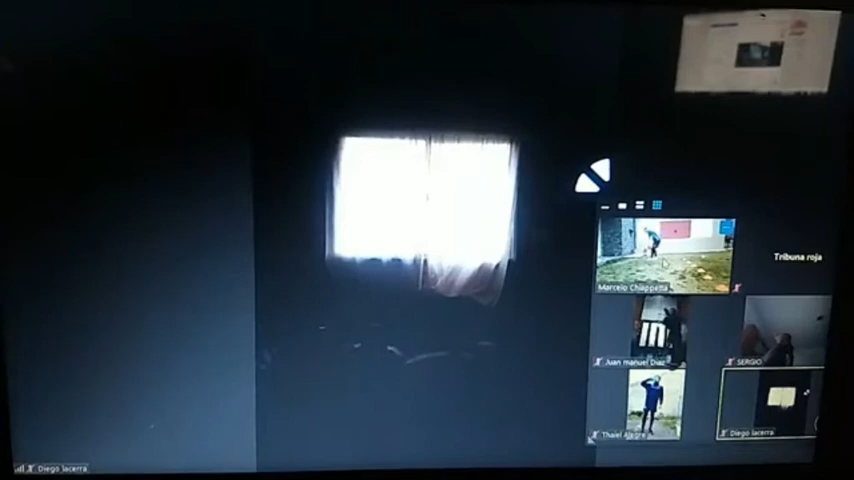 Marcelo Chiappetta
Tribuna roja
Juan manuel Diaz
SERGIO
Thaiel Alegre
Diego lacerra
Diego lacerra